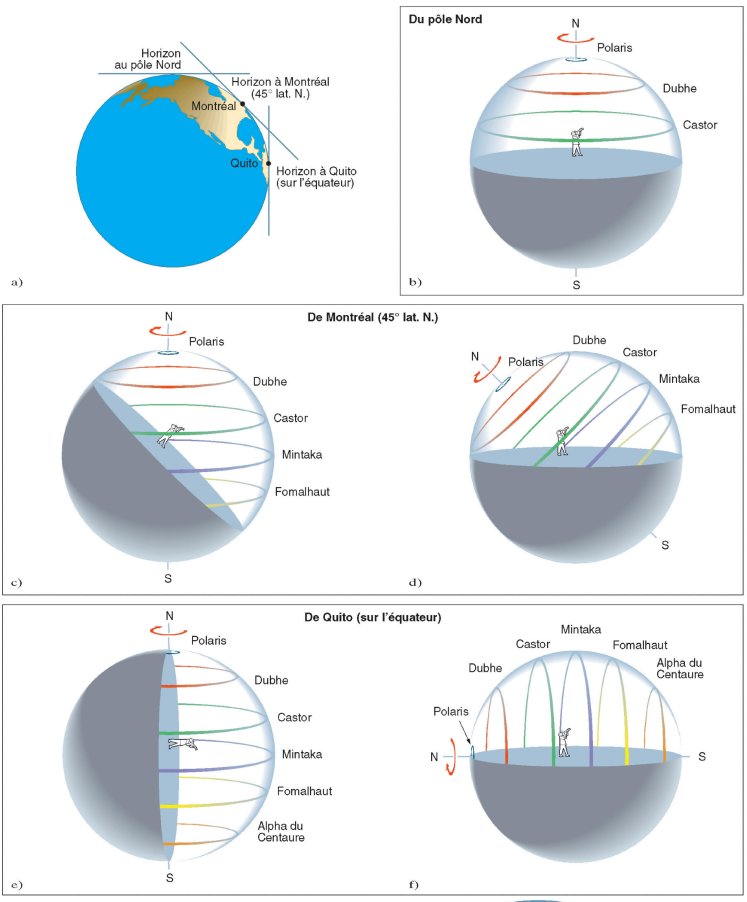 Horizon
au pôle Nord
Horizon à Montréal
(45° lat. N.)
Montréal
Quito
Horizon à Quito
(sur l'équateur)
a)
Du pôle Nord
N
Polaris
Dubhe
Castor
S
b)
De Montréal (45° lat. N.)
N
Polaris
Dubhe
Castor
Mintaka
Fomalhaut
S
c)
N
Polaris
Dubhe
Castor
Mintaka
Fomalhaut
S
d)
De Quito (sur l'équateur)
N
Polaris
Dubhe
Castor
Mintaka
Fomalhaut
Alpha du
Centaure
S
e)
Mintaka
Castor
Fomalhaut
Dubhe
Alpha du
Centaure
Polaris
N
S
f)